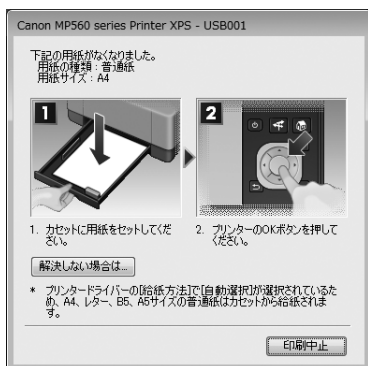 Canon MP560 series Printer XPS - USB001
下記の用紙がなくなりました。
用紙の種類：普通紙
用紙サイズ：A4
1
2
1. カセットに用紙をセットしてくだ
さい。
2. プリンターのOKボタンを押して
ください。
解決しない場合は...
* プリンタードライバーの[給紙方法]で[自動選択]が選択されているた
め、A4、レター、B5、A5サイズの普通紙はカセットから給紙されま
す。
印刷中止